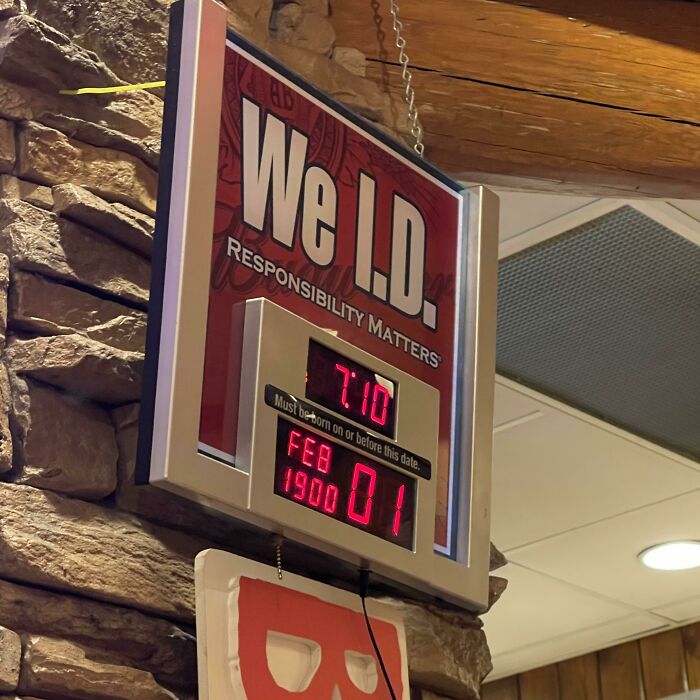 We I.D.
RESPONSIBILITY MATTERS
7:10
Must be born on or before this date.
FEB 01
1900